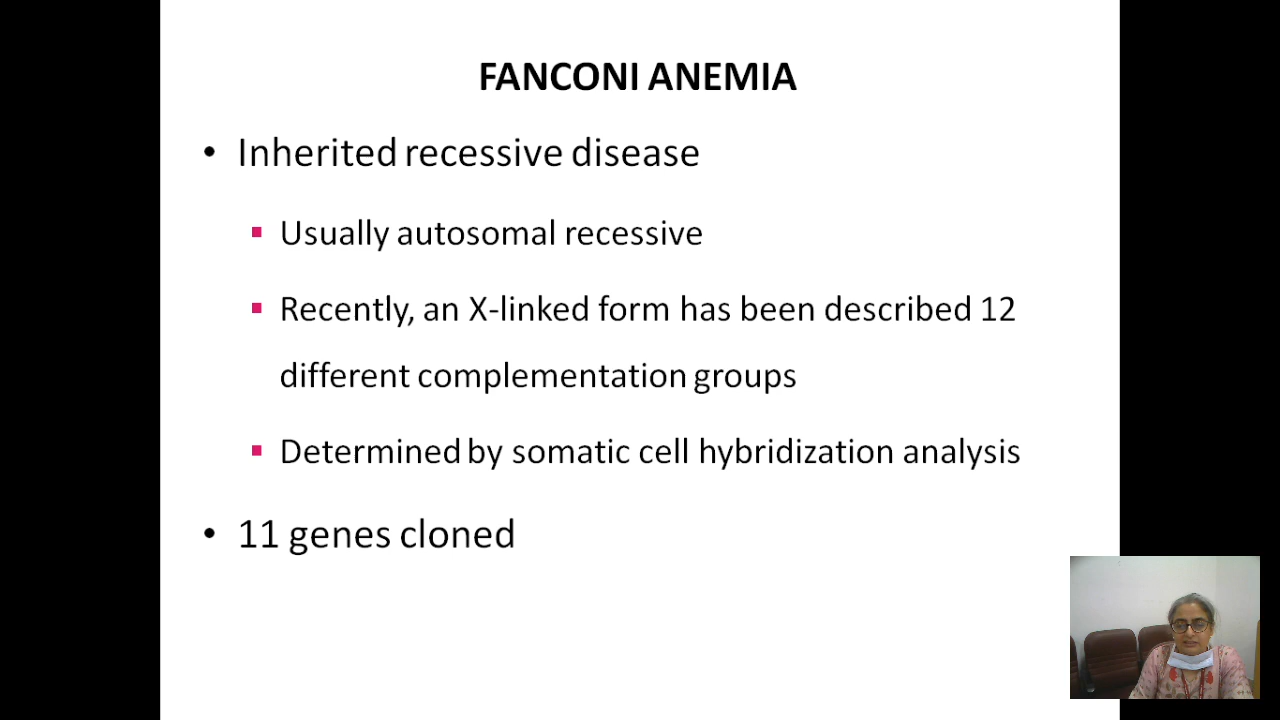 FANCONI ANEMIA
• Inherited recessive disease
▪ Usually autosomal recessive
▪ Recently, an X-linked form has been described 12
different complementation groups
▪ Determined by somatic cell hybridization analysis
• 11 genes cloned